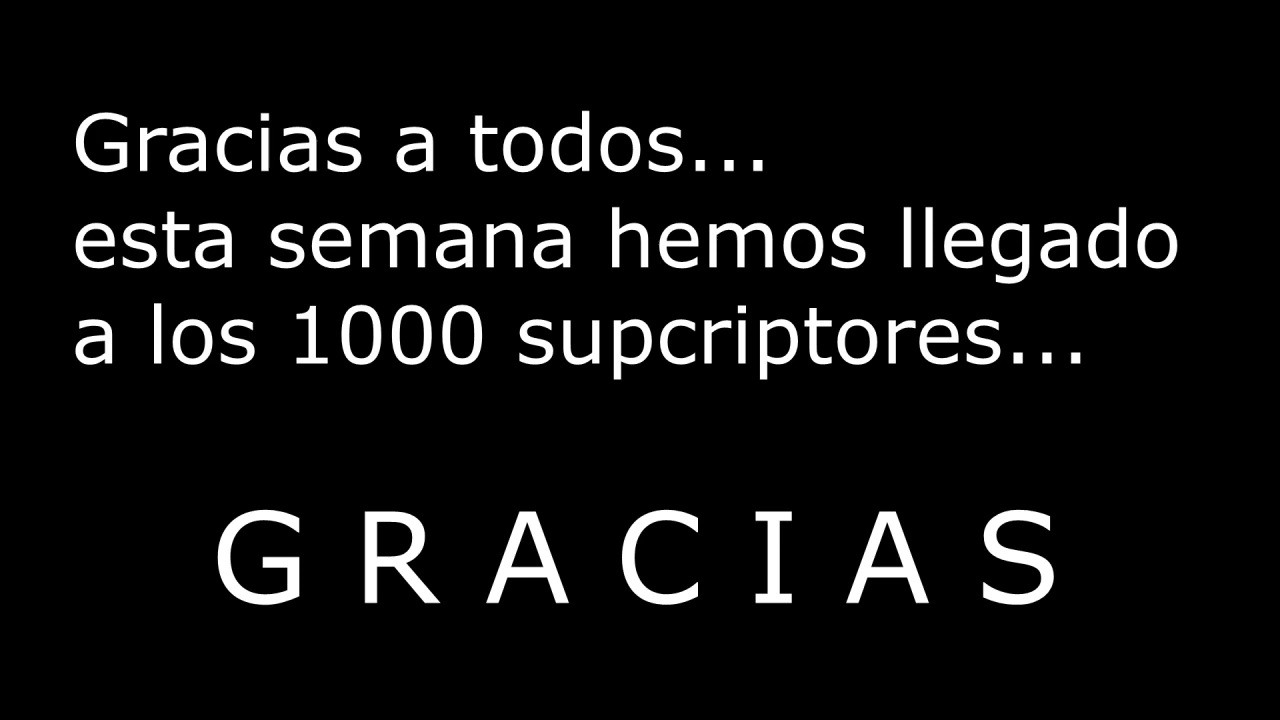 Gracias a todos...
esta semana hemos llegado
a los 1000 supcriptores...
G R A C I A S